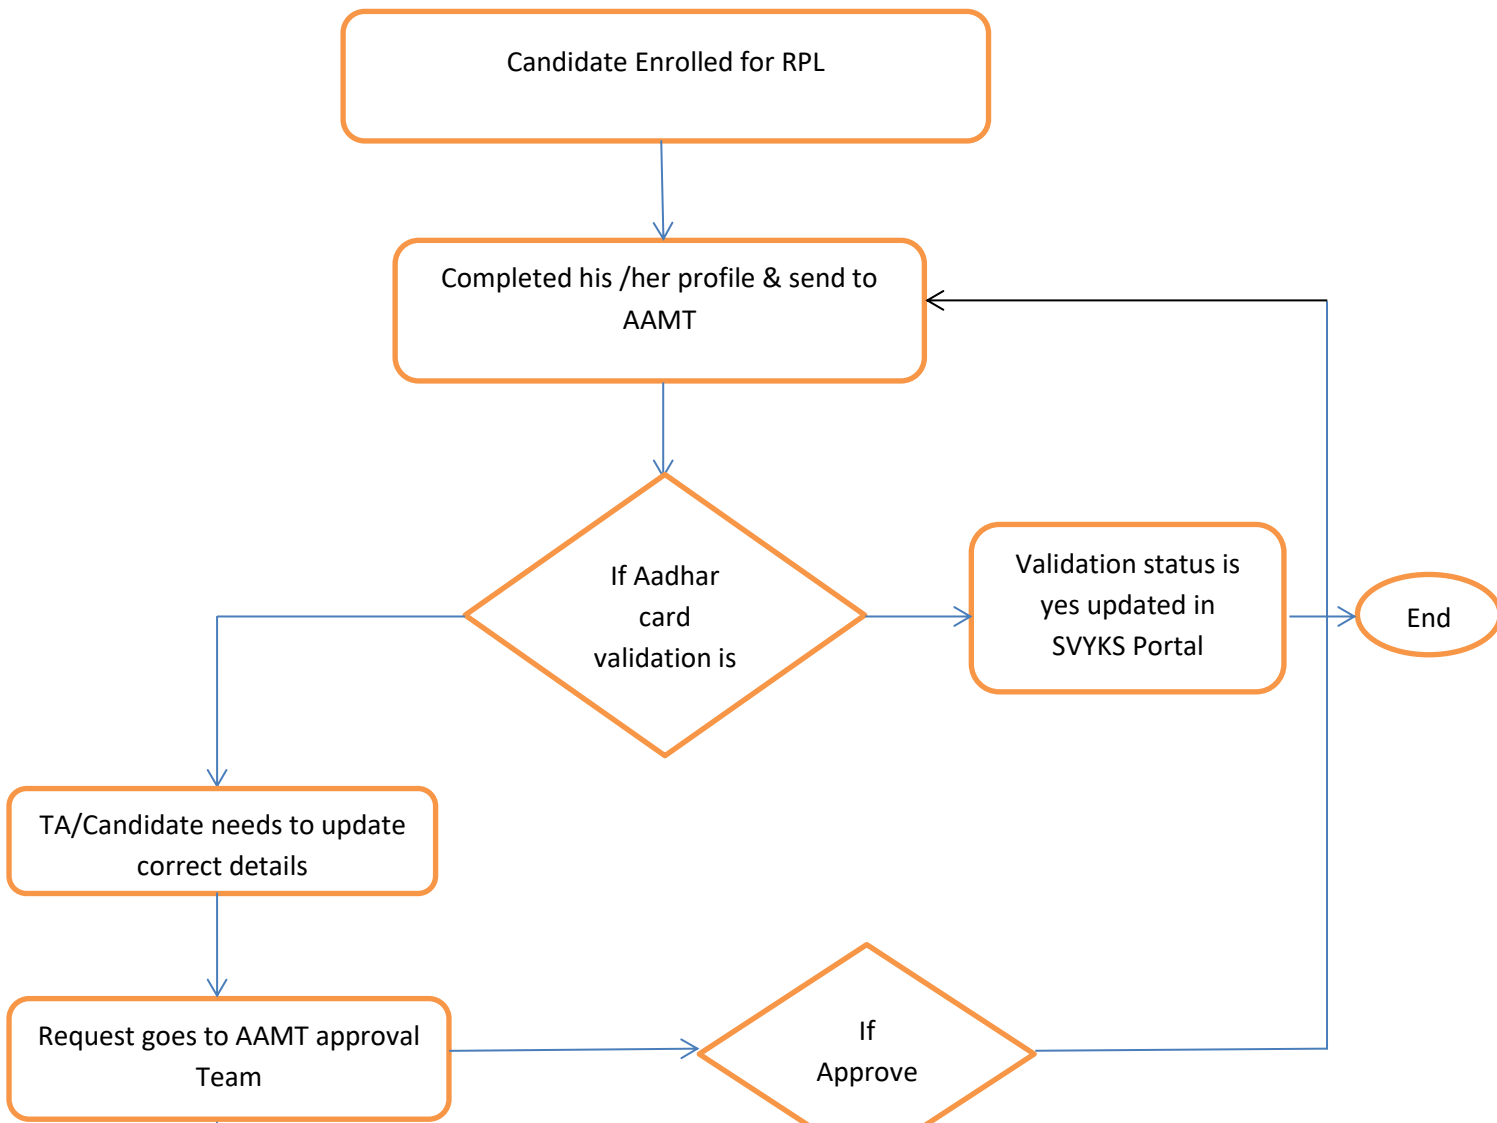 Candidate Enrolled for RPL
Completed his /her profile & send to
AAMT
If Aadhar
card
validation is
Validation status is
yes updated in
SVYKS Portal
End
TA/Candidate needs to update
correct details
Request goes to AAMT approval
Team
If
Approve